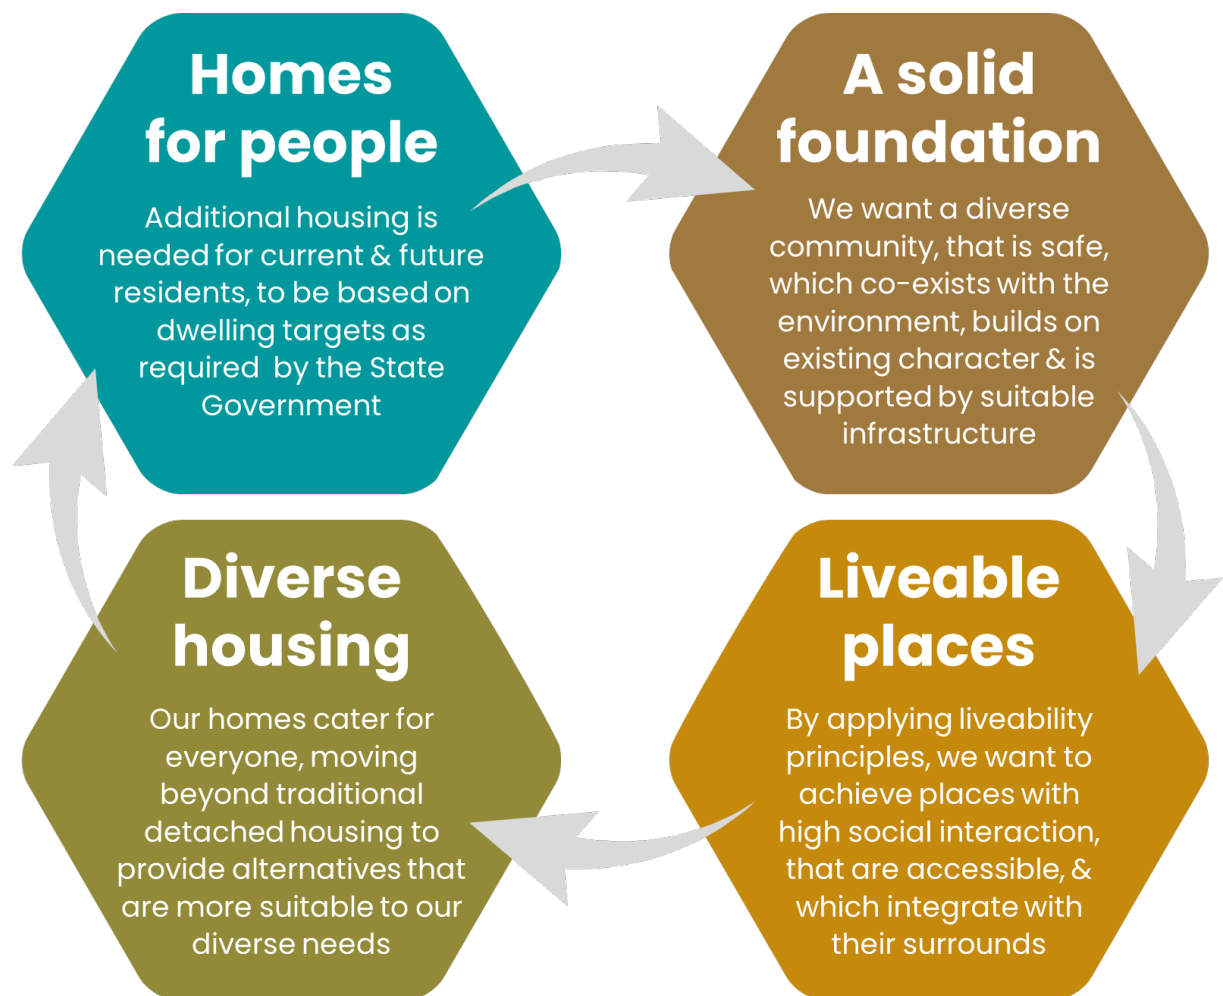 Homes
for people
Additional housing is
needed for current & future
residents, to be based on
dwelling targets as
required  by the State
Government
A solid
foundation
We want a diverse
community, that is safe,
which co-exists with the
environment, builds on
existing character & is
supported by suitable
infrastructure
Liveable
places
By applying liveability
principles, we want to
achieve places with
high social interaction,
that are accessible, &
which integrate with
their surrounds
Diverse
housing
Our homes cater for
everyone, moving
beyond traditional
detached housing to
provide alternatives that
are more suitable to our
diverse needs